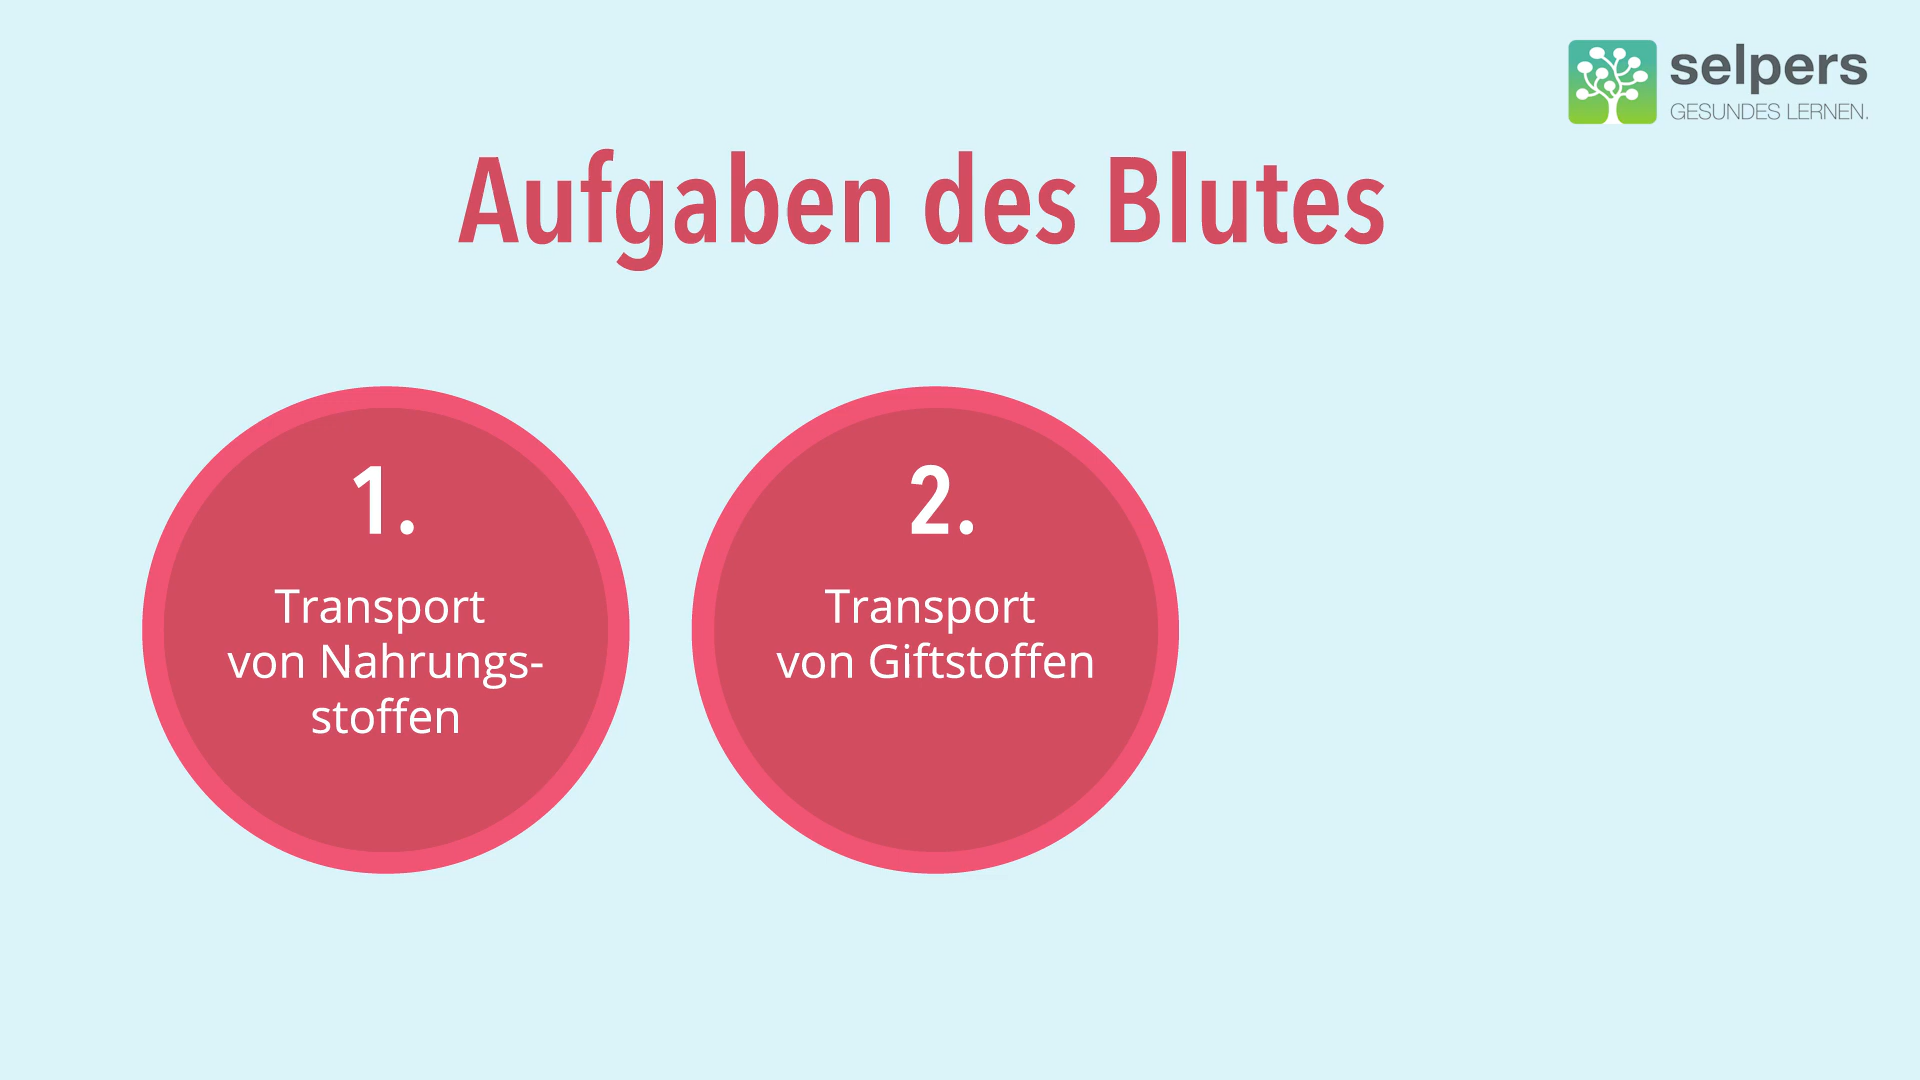 selpers
GESUNDES LERNEN.
Aufgaben des Blutes
1.
Transport
von Nahrungs-
stoffen
2.
Transport
von Giftstoffen